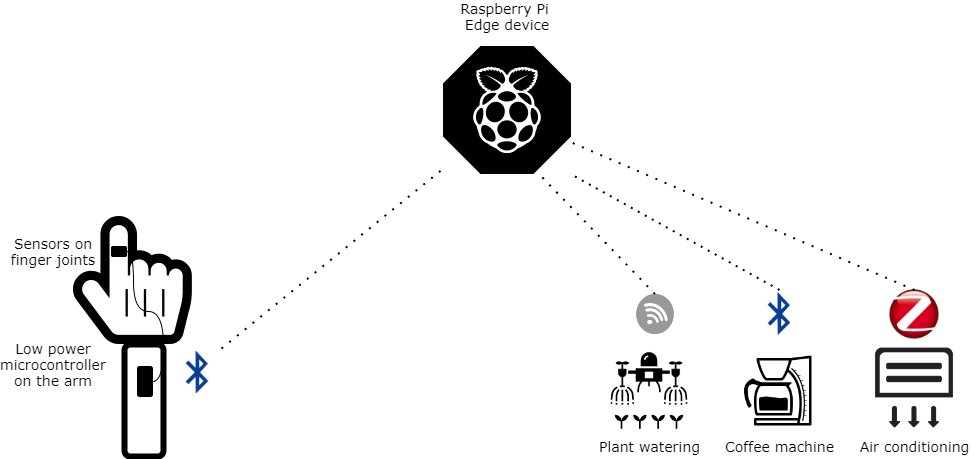 Raspberry Pi
Edge device
Sensors on
finger joints
Low power
microcontroller
on the arm
Plant watering
Coffee machine
Air conditioning